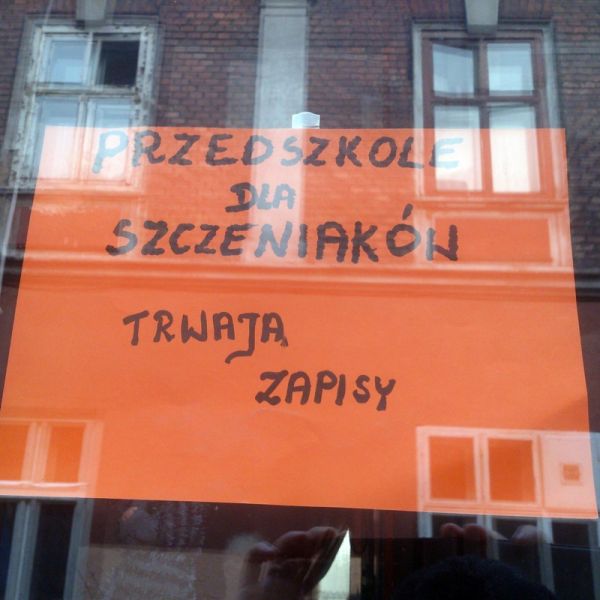 PRZEDSZKOLE
DLA
SZCZENIAKÓW
TRWAJĄ
ZAPISY